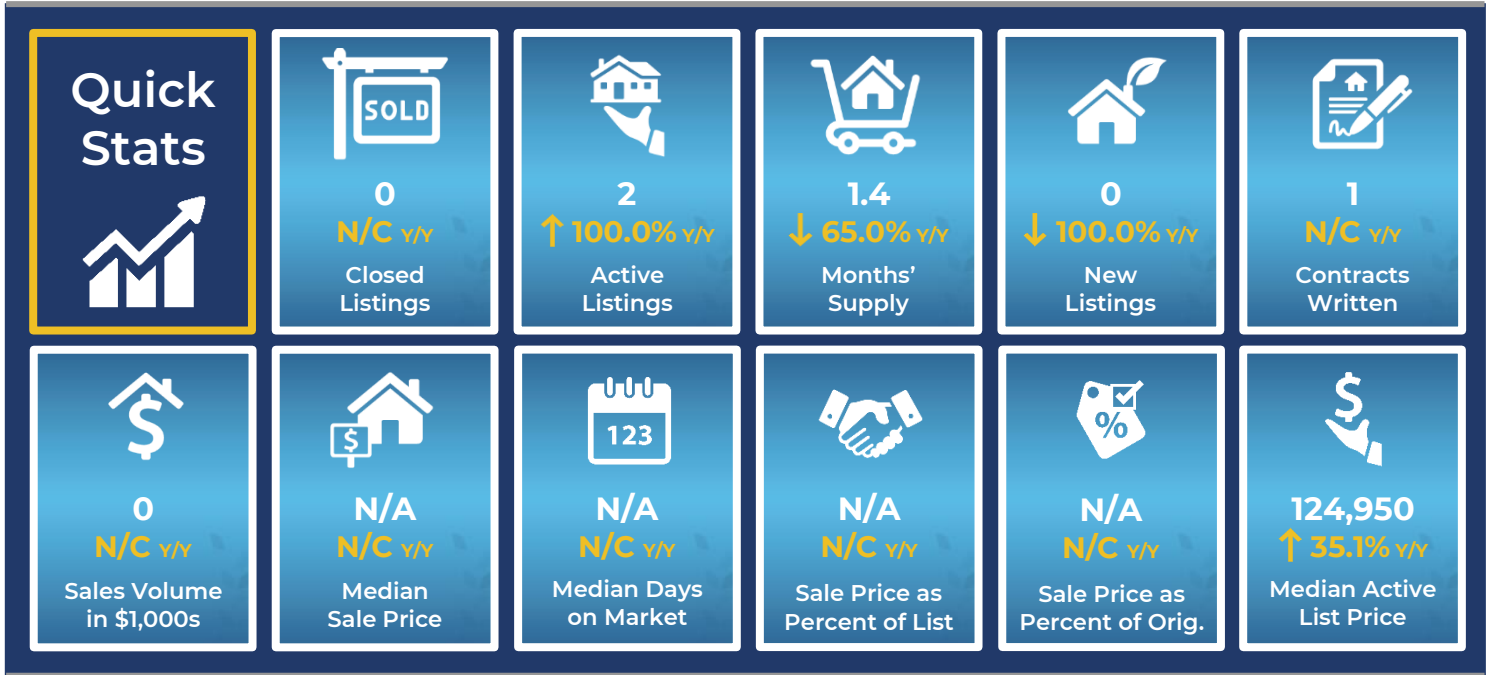 Quick
Stats
SOLD
0
N/C Y/Y
Closed
Listings
2
↑ 100.0% Y/Y
Active
Listings
1.4
↓ 65.0% Y/Y
Months’
Supply
0
↓ 100.0% Y/Y
New
Listings
1
N/C Y/Y
Contracts
Written
$
0
N/C Y/Y
Sales Volume
in $1,000s
$
N/A
N/C Y/Y
Median
Sale Price
123
N/A
N/C Y/Y
Median Days
on Market
N/A
N/C Y/Y
Sale Price as
Percent of List
%
N/A
N/C Y/Y
Sale Price as
Percent of Orig.
$
124,950
↑ 35.1% Y/Y
Median Active
List Price